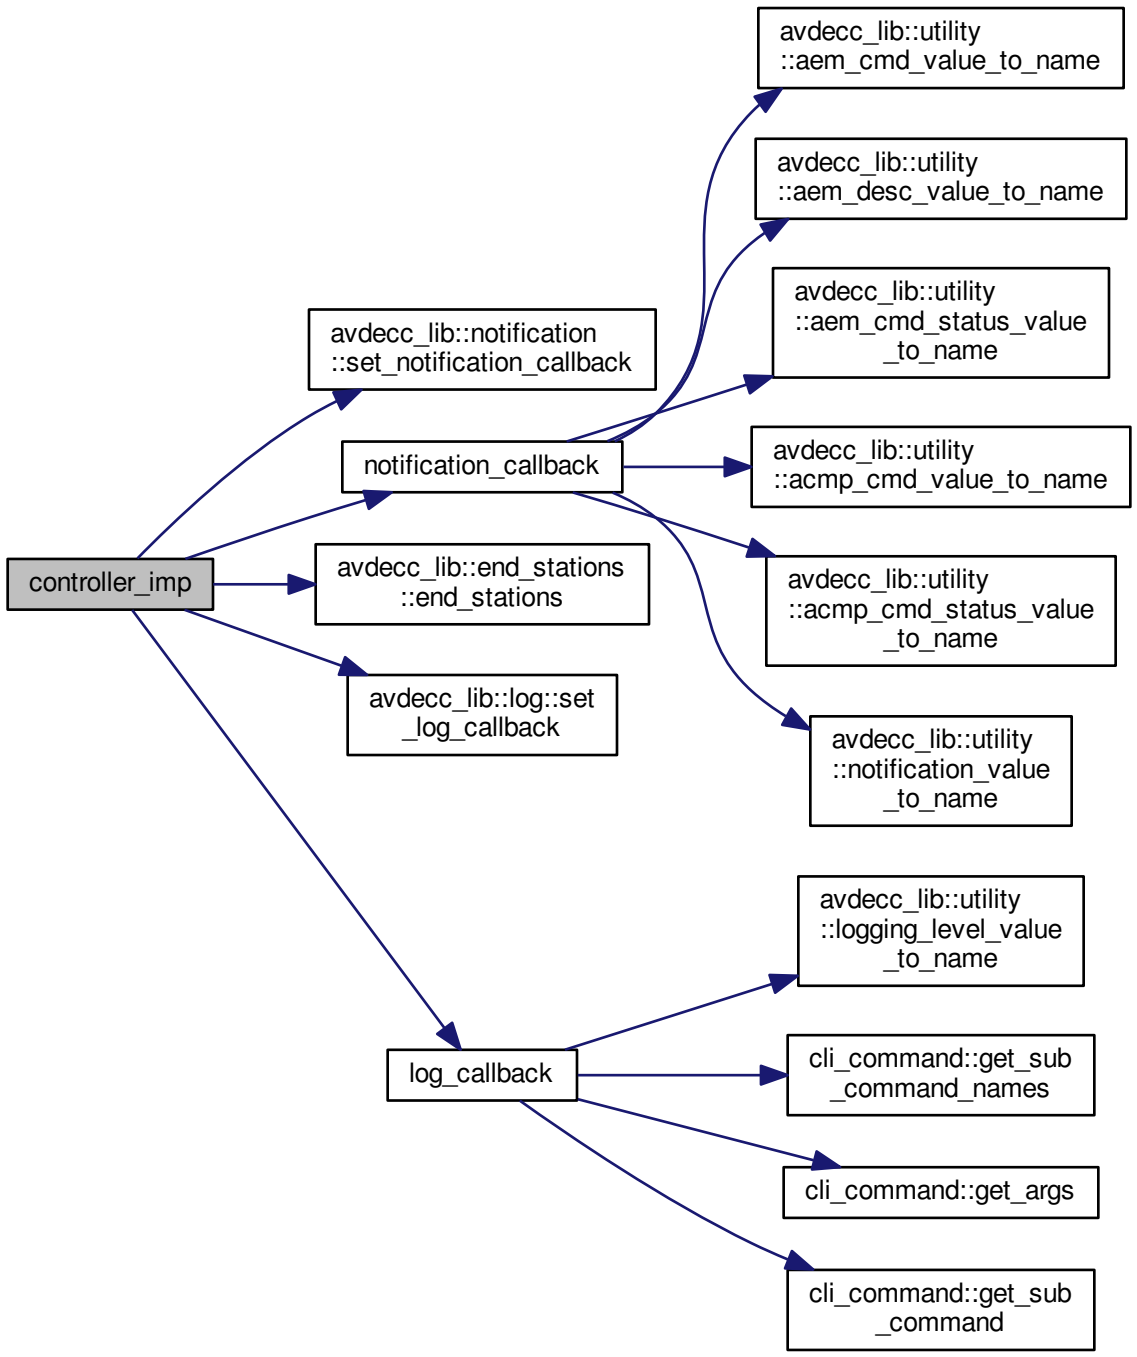 avdecc_lib::utility
::aem_cmd_value_to_name
avdecc_lib::utility
::aem_desc_value_to_name
avdecc_lib::utility
::aem_cmd_status_value
_to_name
avdecc_lib::notification
::set_notification_callback
notification_callback
avdecc_lib::utility
::acmp_cmd_value_to_name
controller_imp
avdecc_lib::end_stations
::end_stations
avdecc_lib::utility
::acmp_cmd_status_value
_to_name
avdecc_lib::log::set
_log_callback
avdecc_lib::utility
::notification_value
_to_name
avdecc_lib::utility
::logging_level_value
_to_name
log_callback
cli_command::get_sub
_command_names
cli_command::get_args
cli_command::get_sub
_command